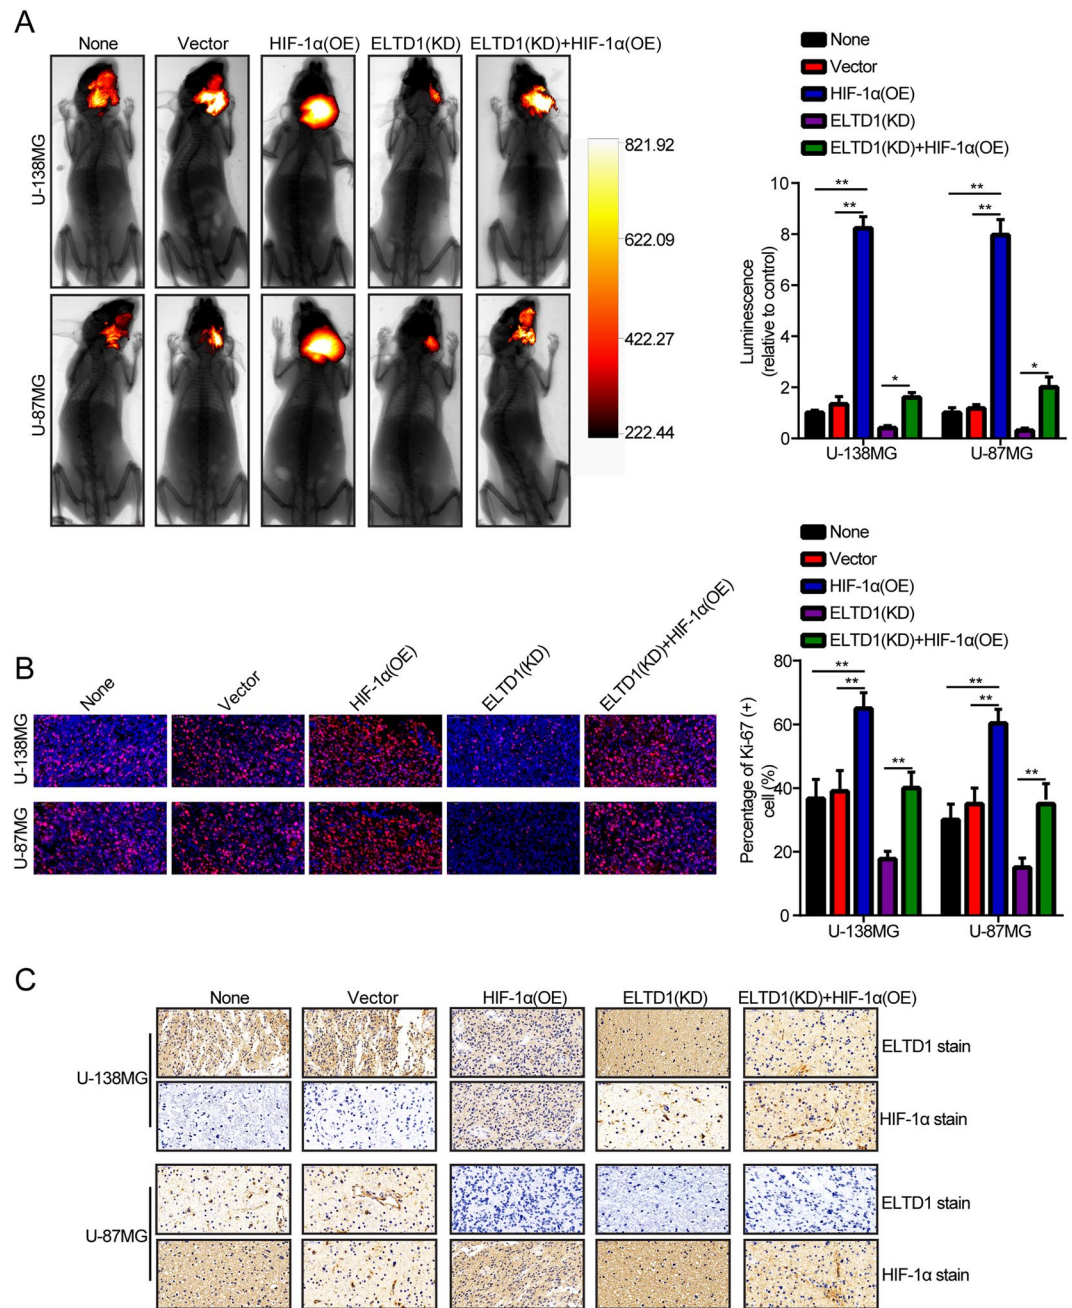 A
None Vector HIF-1α(OE) ELTD1(KD) ELTD1(KD)+HIF-1α(OE)
U-138MG
U-87MG
821.92
622.09
422.27
222.44
None
Vector
HIF-1α(OE)
ELTD1(KD)
ELTD1(KD)+HIF-1α(OE)
Luminescence
(relative to control)
10
8
6
4
2
0
** ** * ** ** *
U-138MG U-87MG
B
None Vector HIF-1α(OE) ELTD1(KD) ELTD1(KD)+HIF-1α(OE)
U-138MG
U-87MG
None
Vector
HIF-1α(OE)
ELTD1(KD)
ELTD1(KD)+HIF-1α(OE)
Percentage of Ki-67 (+)
cell (%)
80
60
40
20
0
** ** ** ** ** **
U-138MG U-87MG
C
None Vector HIF-1α(OE) ELTD1(KD) ELTD1(KD)+HIF-1α(OE)
U-138MG
ELTD1 stain
HIF-1α stain
U-87MG
ELTD1 stain
HIF-1α stain